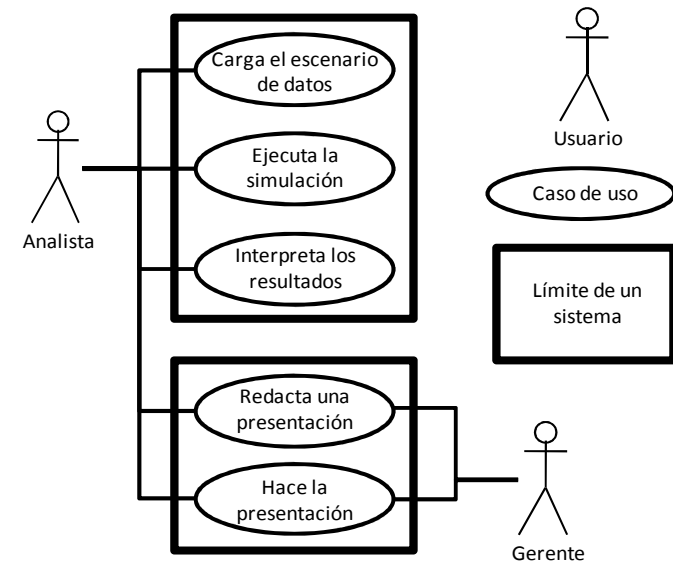 Carga el escenario
de datos
Ejecuta la
simulación
Interpreta los
resultados
Analista
Redacta una
presentación
Hace la
presentación
Usuario
Caso de uso
Límite de un
sistema
Gerente